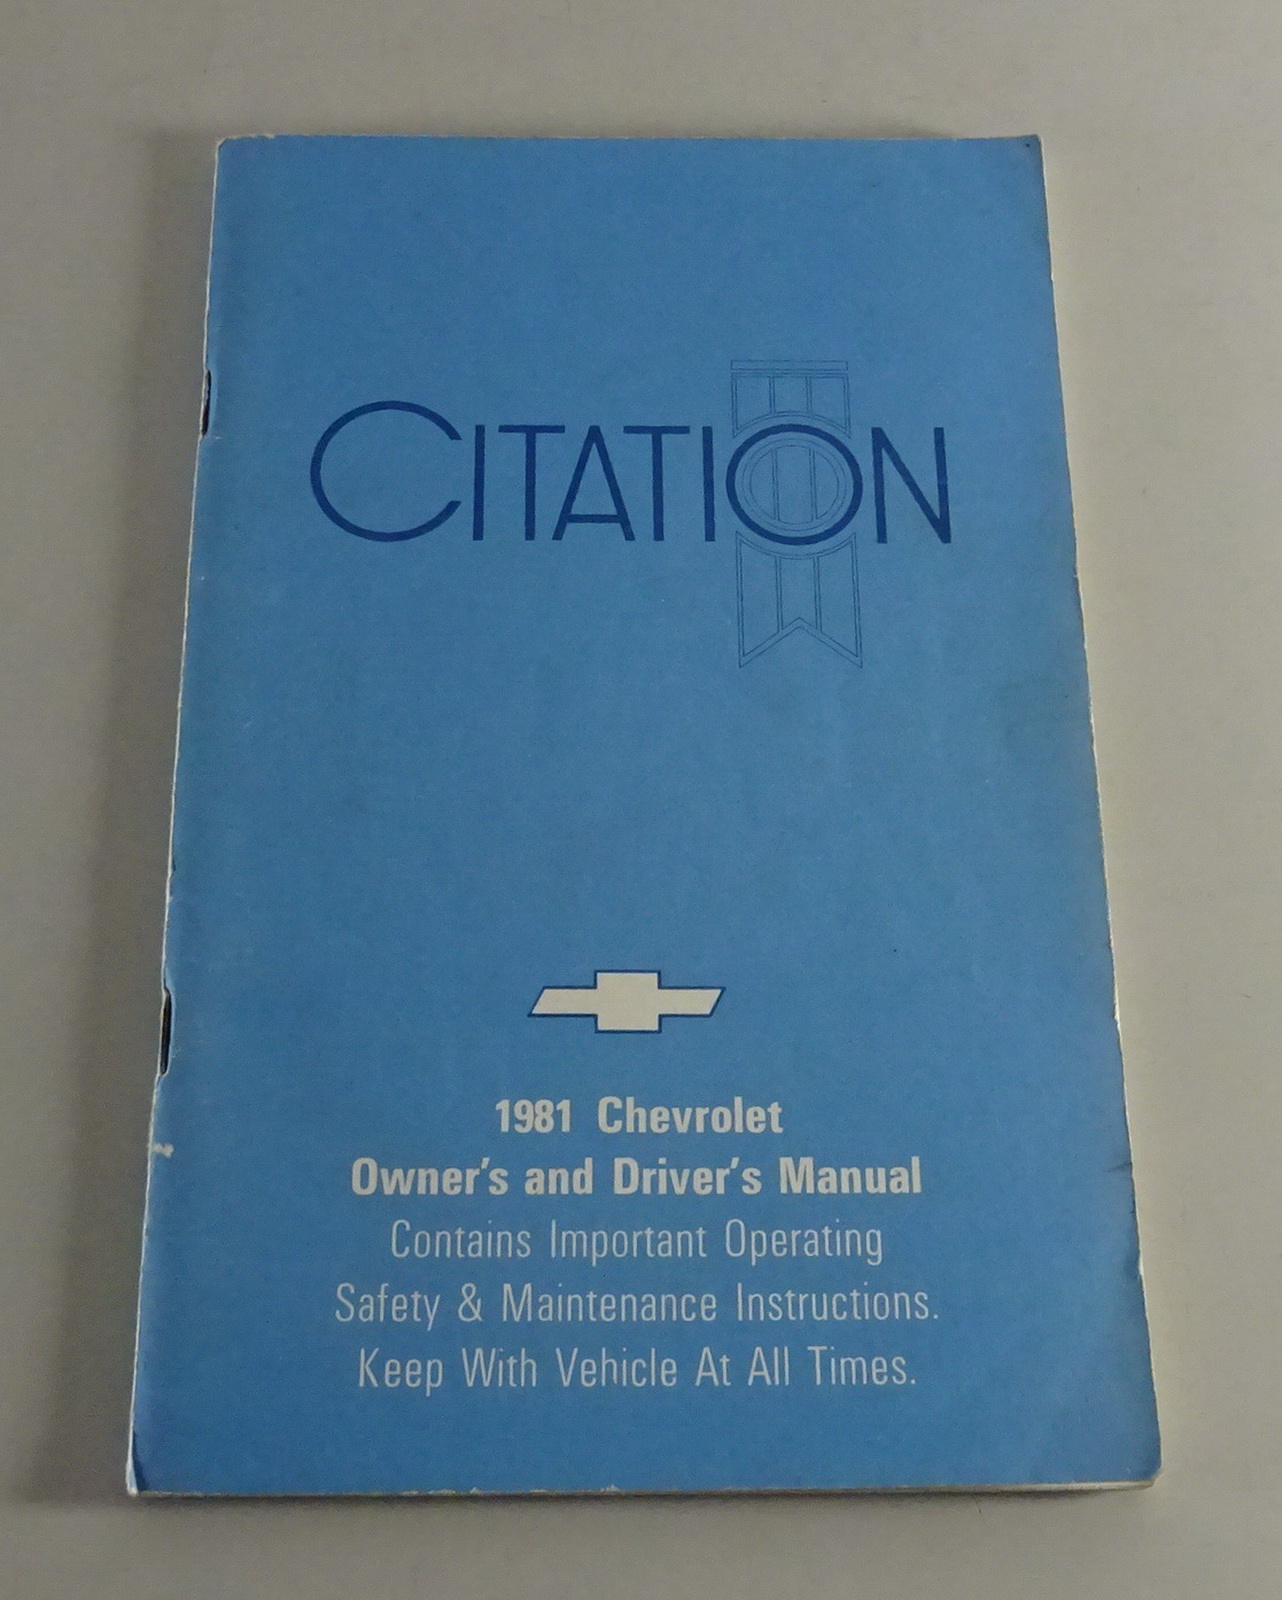 CITATION
1981 Chevrolet
Owner's and Driver's Manual
Contains Important Operating
Safety & Maintenance Instructions.
Keep With Vehicle At All Times.